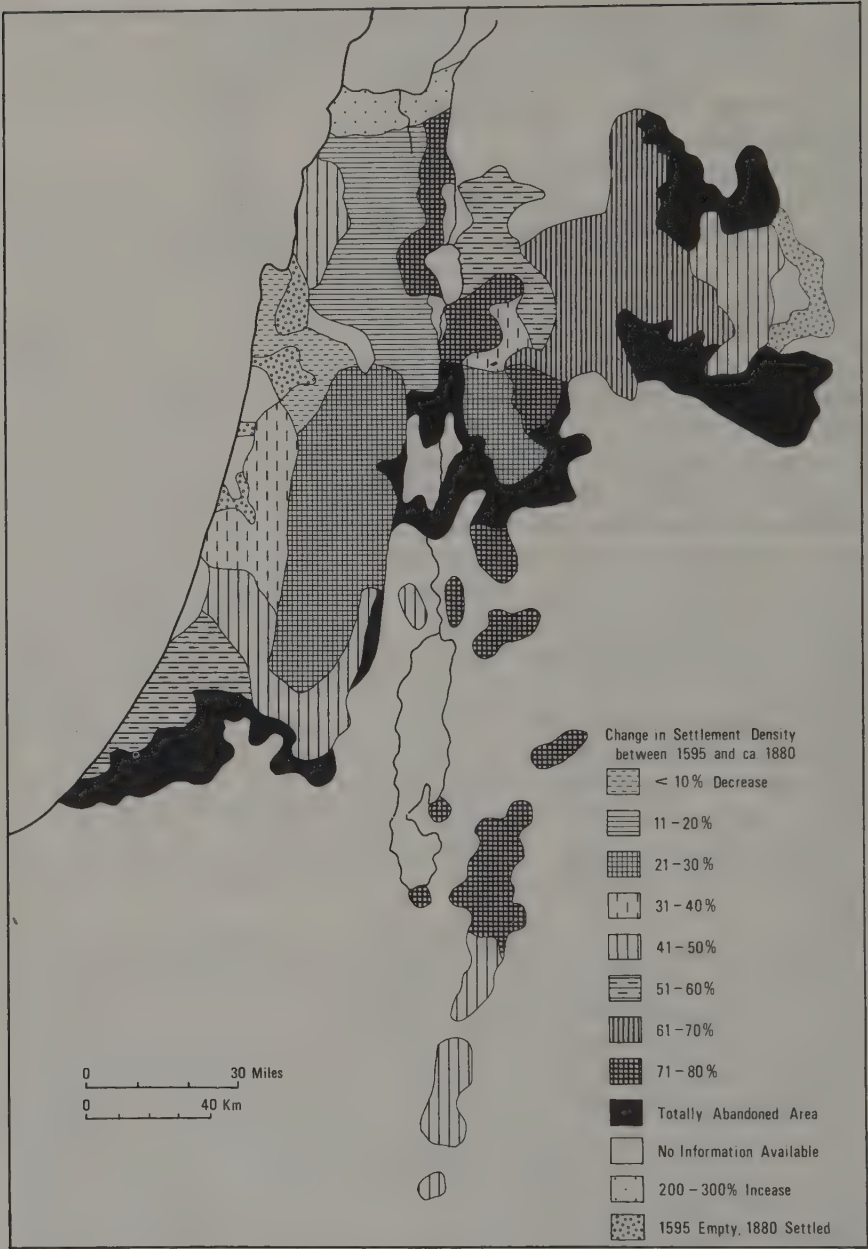 Change in Settlement Density
between 1595 and ca 1880
< 10% Decrease
11 – 20%
21 – 30%
31 – 40%
41 – 50%
51 – 60%
61 – 70%
71 – 80%
Totally Abandoned Area
No Information Available
200 – 300% Incease
1595 Empty, 1880 Settled
0 30 Miles
0 40 Km